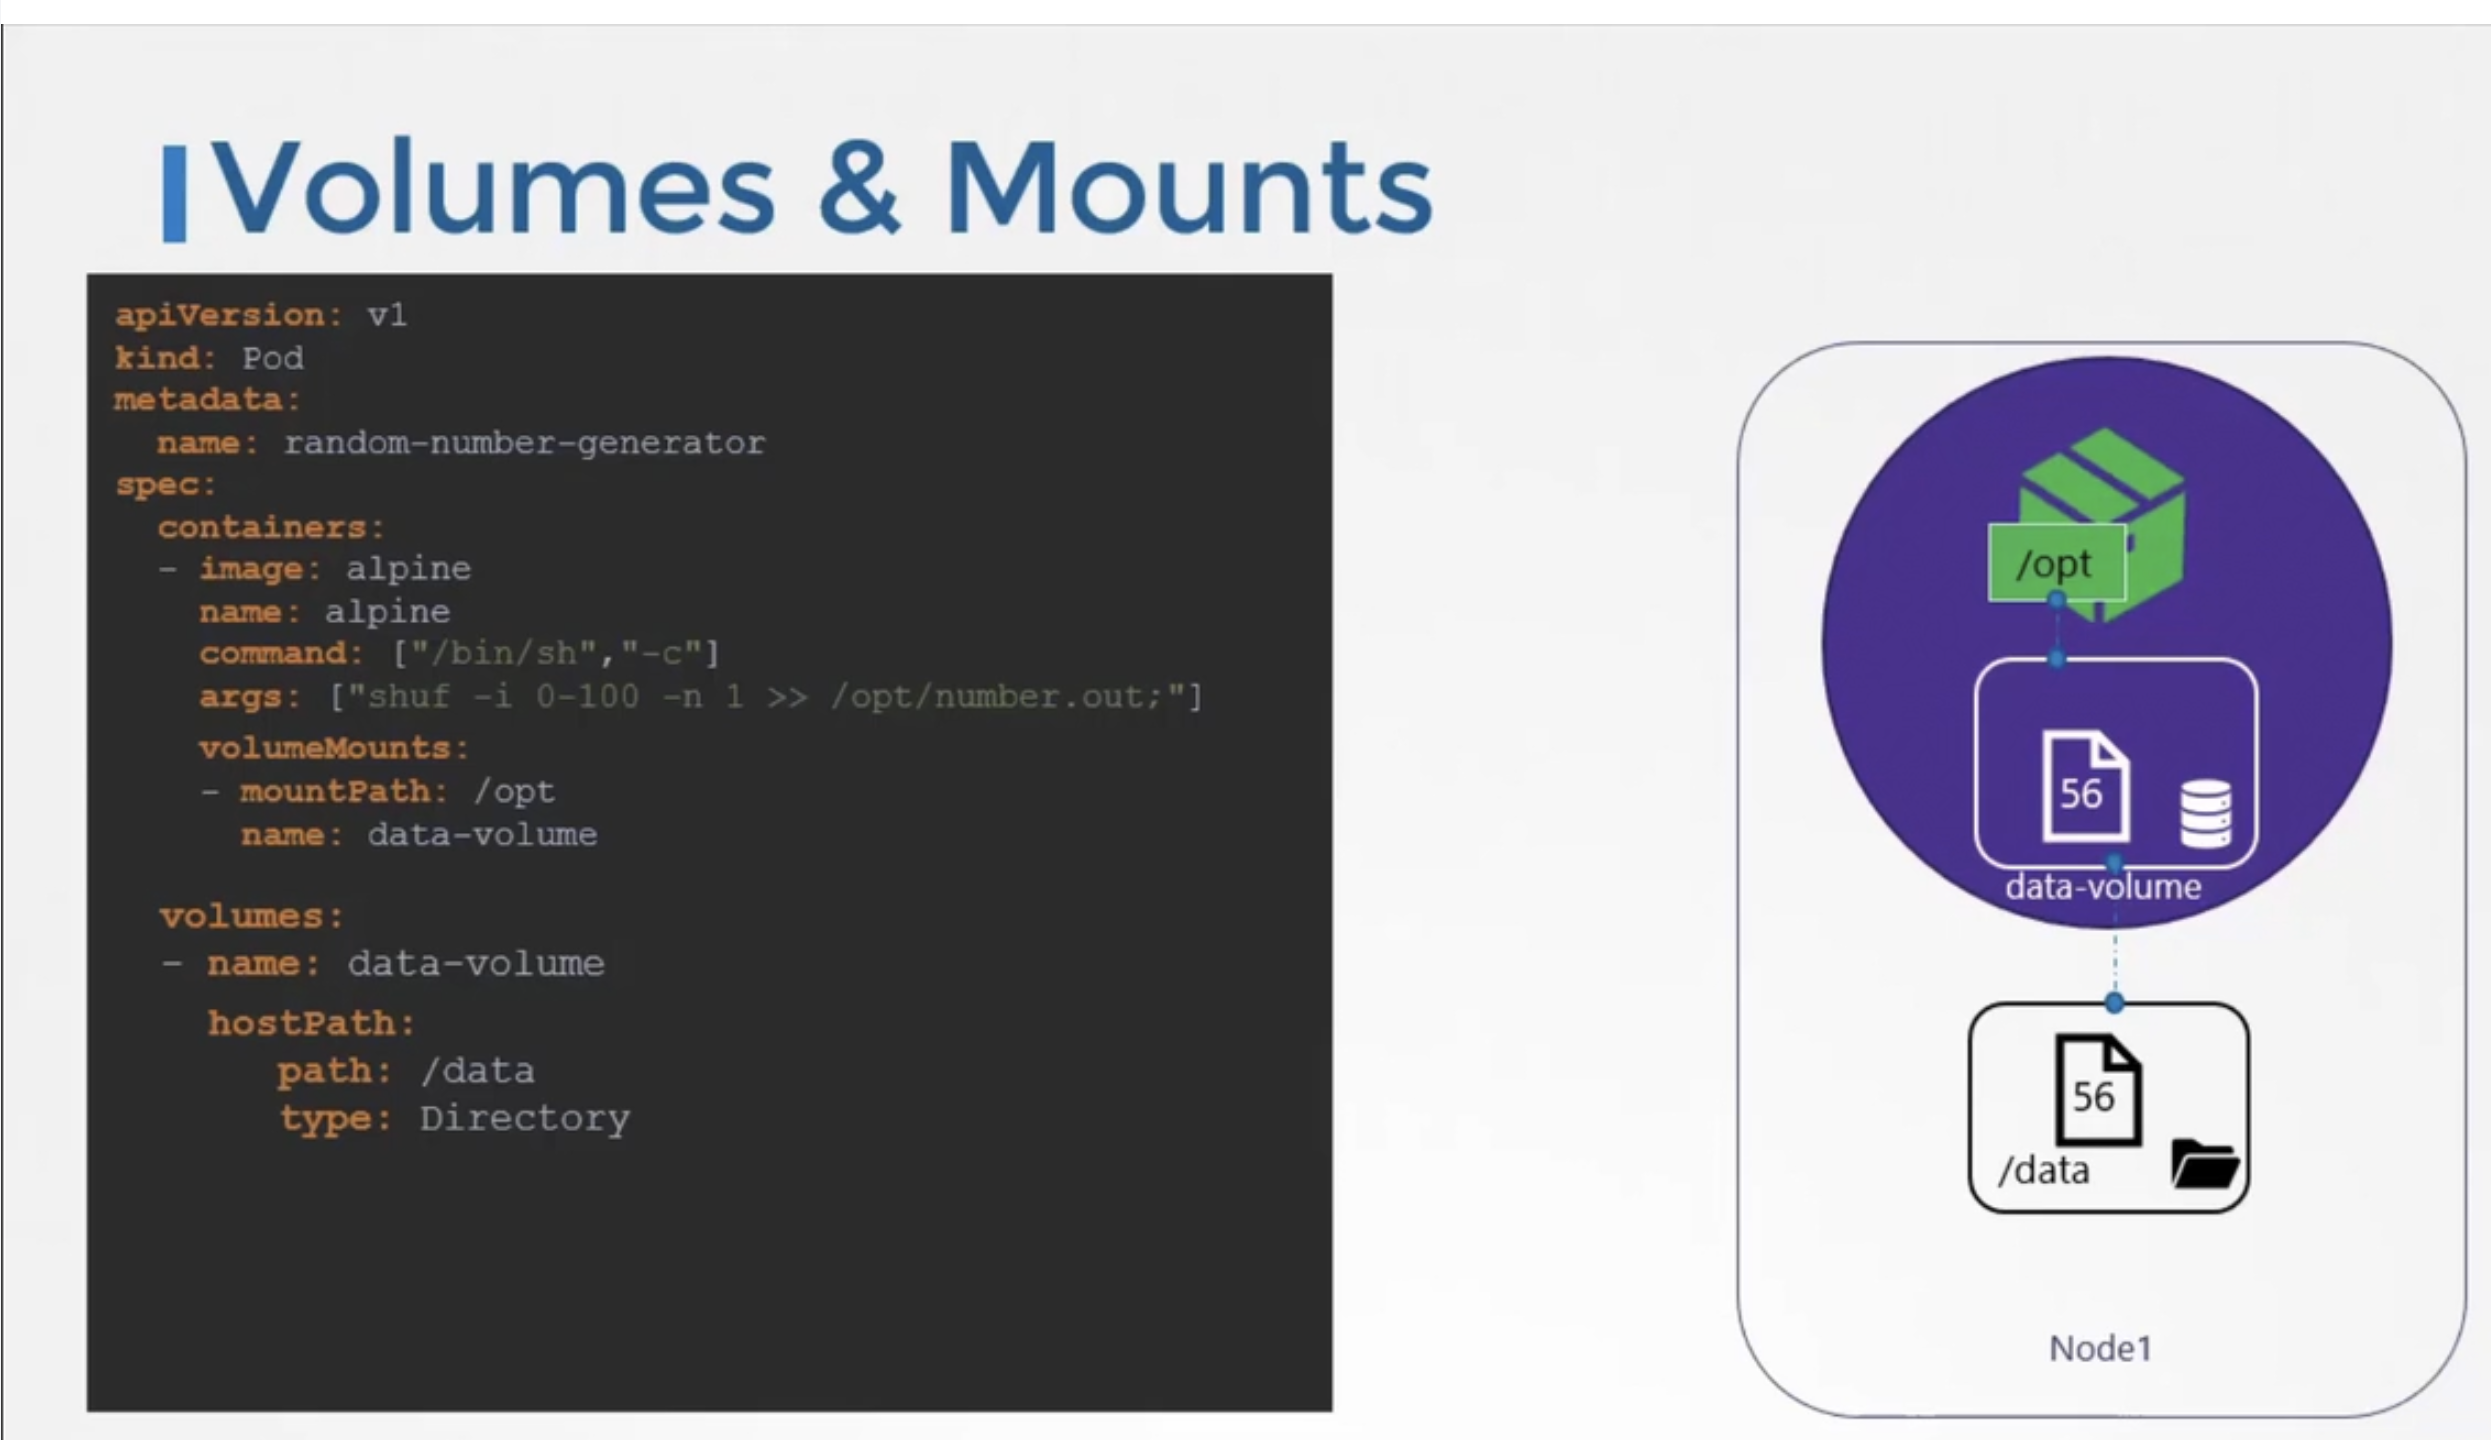 Volumes & Mounts
apiVersion: v1
kind: Pod
metadata:
  name: random-number-generator
spec:
  containers:
  - image: alpine
    name: alpine
    command: ["/bin/sh","-c"]
    args: ["shuf -i 0-100 -n 1 >> /opt/number.out;"]
    volumeMounts:
    - mountPath: /opt
      name: data-volume
  volumes:
  - name: data-volume
    hostPath:
       path: /data
       type: Directory
/opt
56
data-volume
56
/data
Node1